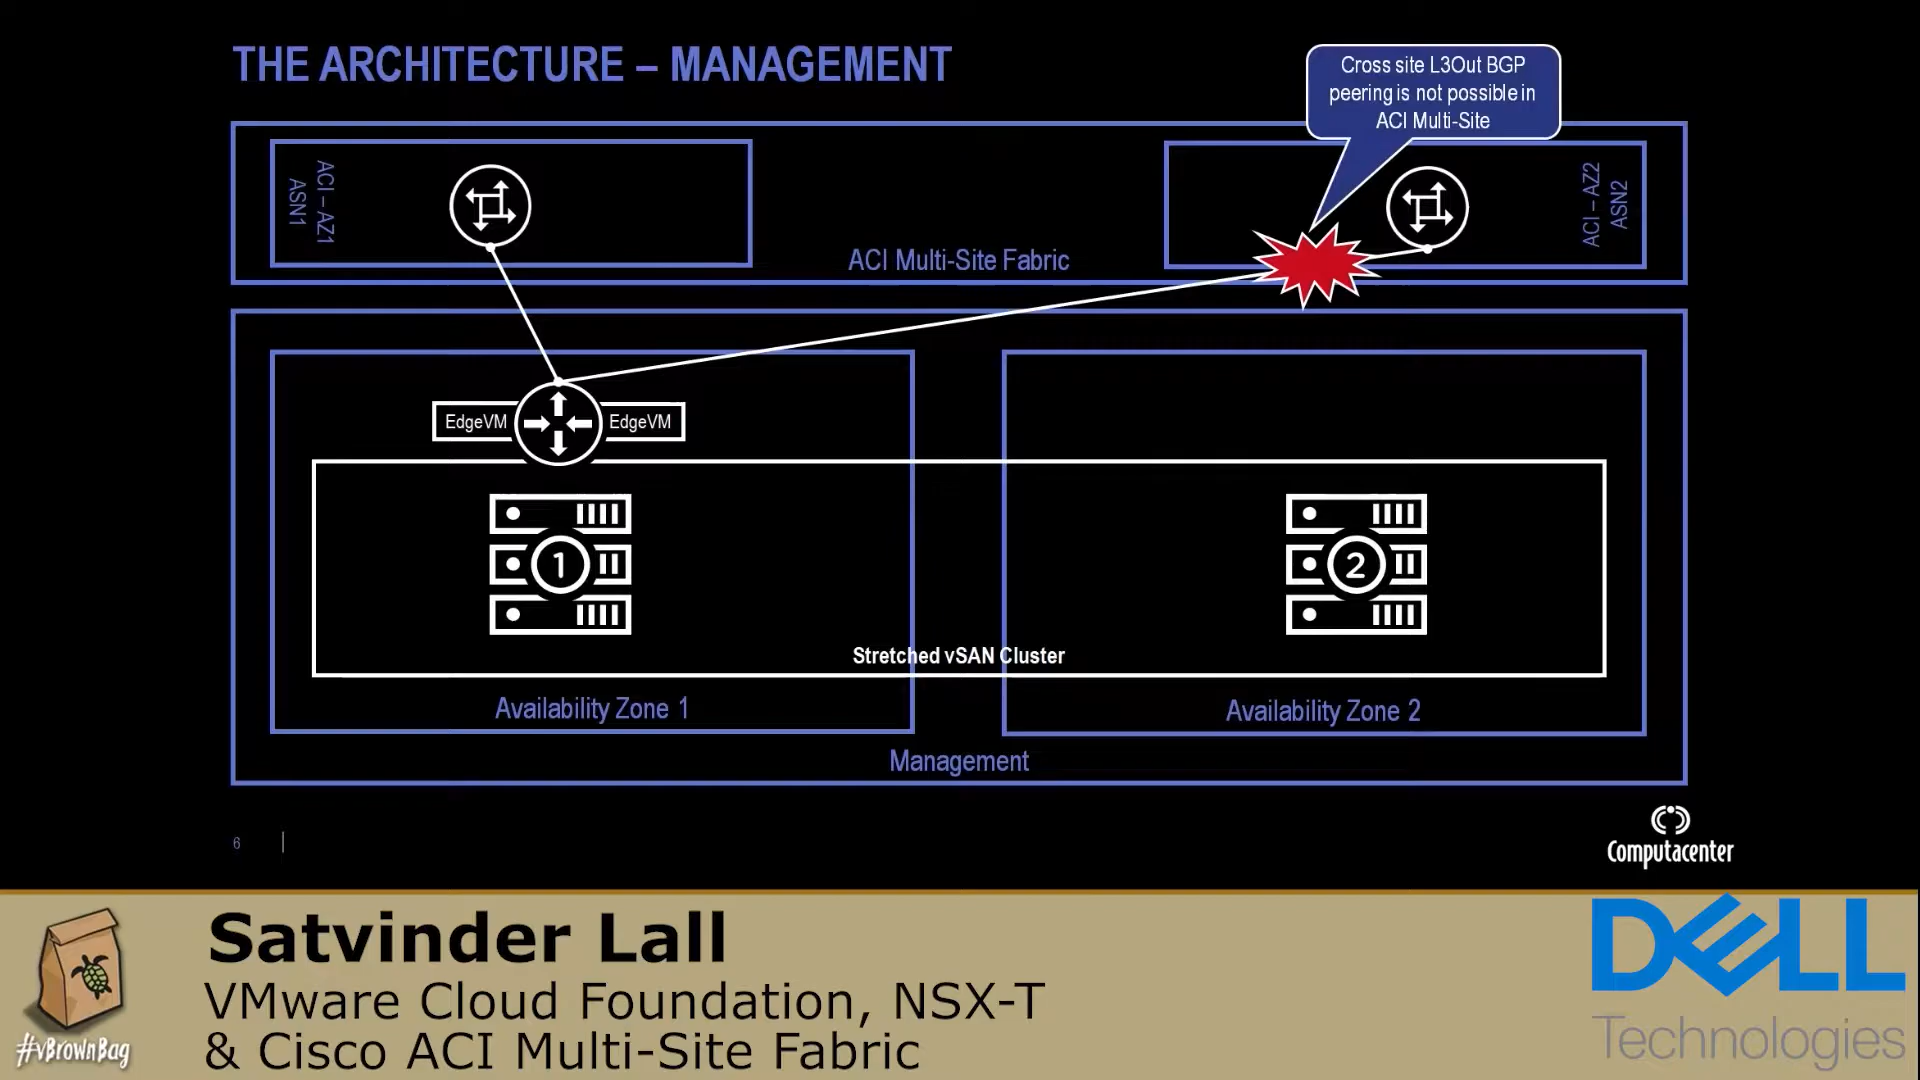 THE ARCHITECTURE – MANAGEMENT
Cross site L3Out BGP
peering is not possible in
ACI Multi-Site
ACI – AZ1
ASN1
ACI – AZ2
ASN2
ACI Multi-Site Fabric
EdgeVM
EdgeVM
1
2
Stretched vSAN Cluster
Availability Zone 1
Availability Zone 2
Management
6
Computacenter
Satvinder Lall
VMware Cloud Foundation, NSX-T
& Cisco ACI Multi-Site Fabric
#vBrownBag
DELL
Technologies